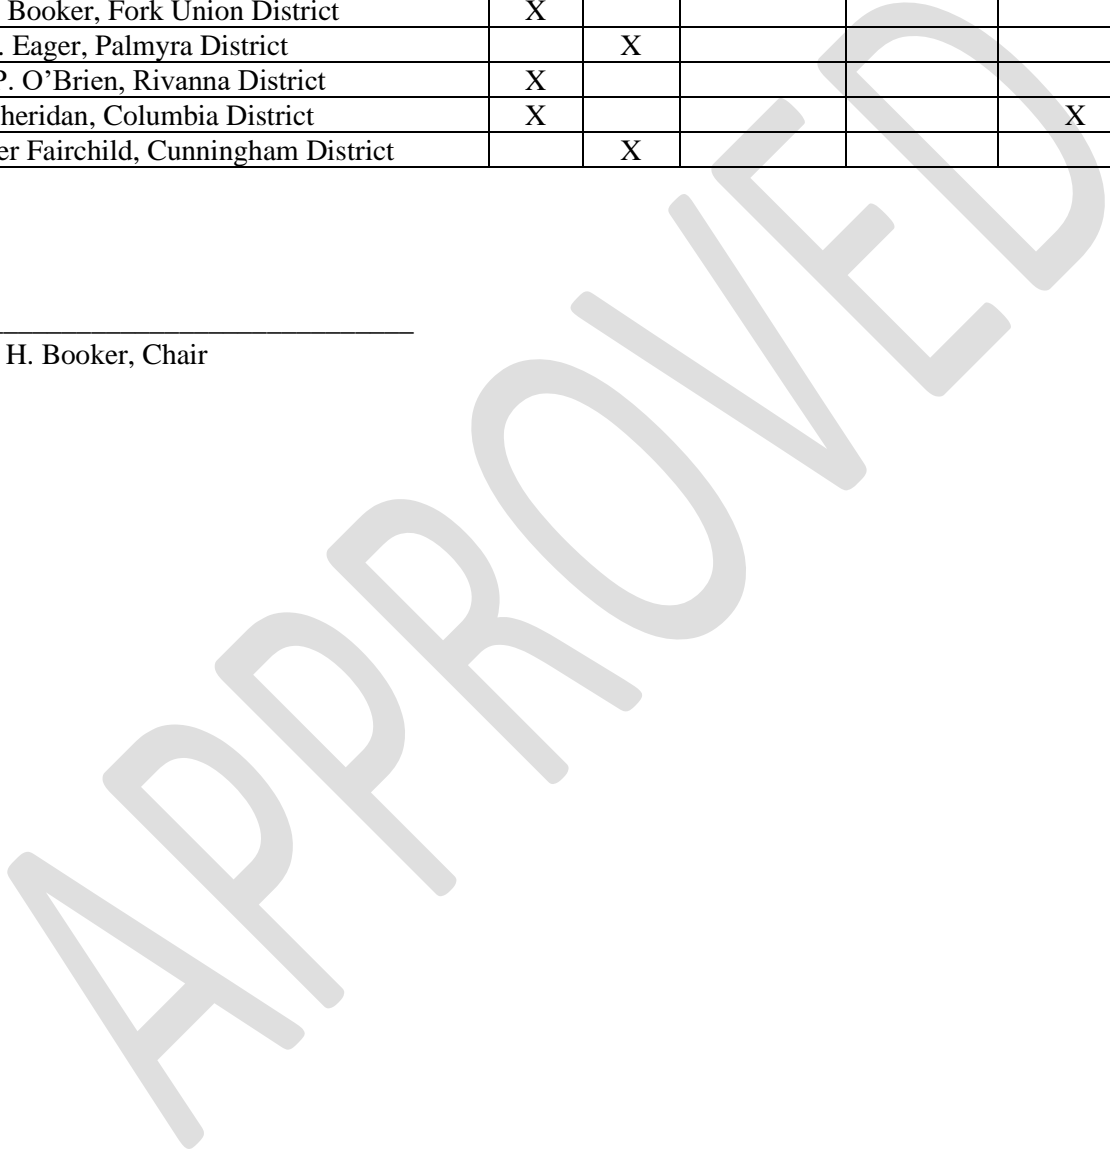 Booker, Fork Union District X
. Eager, Palmyra District X
P. O’Brien, Rivanna District X
heridan, Columbia District X X
er Fairchild, Cunningham District X
H. Booker, Chair
APPROVED